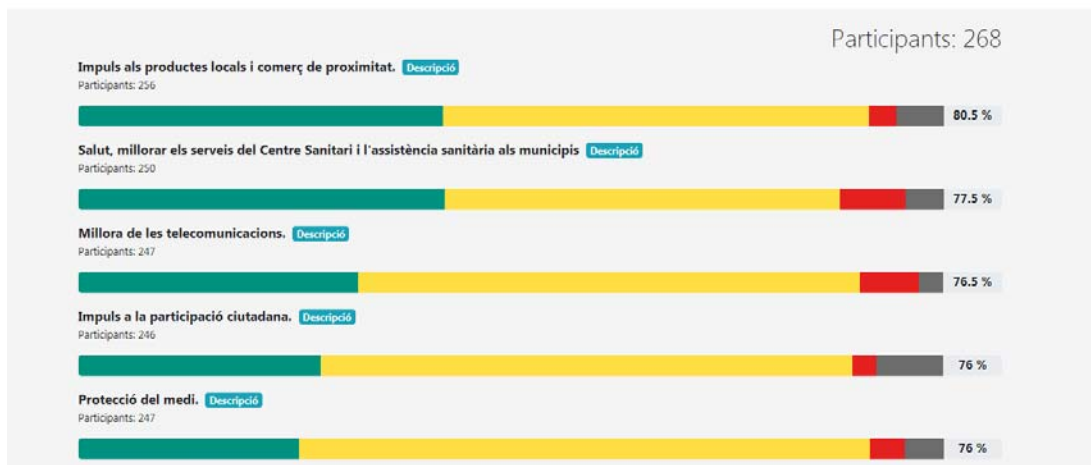 Participants: 268
Impuls als productes locals i comerç de proximitat. Descripció
Participants: 256
80.5 %
Salut, millorar els serveis del Centre Sanitari i l'assistència sanitària als municipis Descripció
Participants: 250
77.5 %
Millora de les telecomunicacions. Descripció
Participants: 247
76.5 %
Impuls a la participació ciutadana. Descripció
Participants: 246
76 %
Protecció del medi. Descripció
Participants: 247
76 %